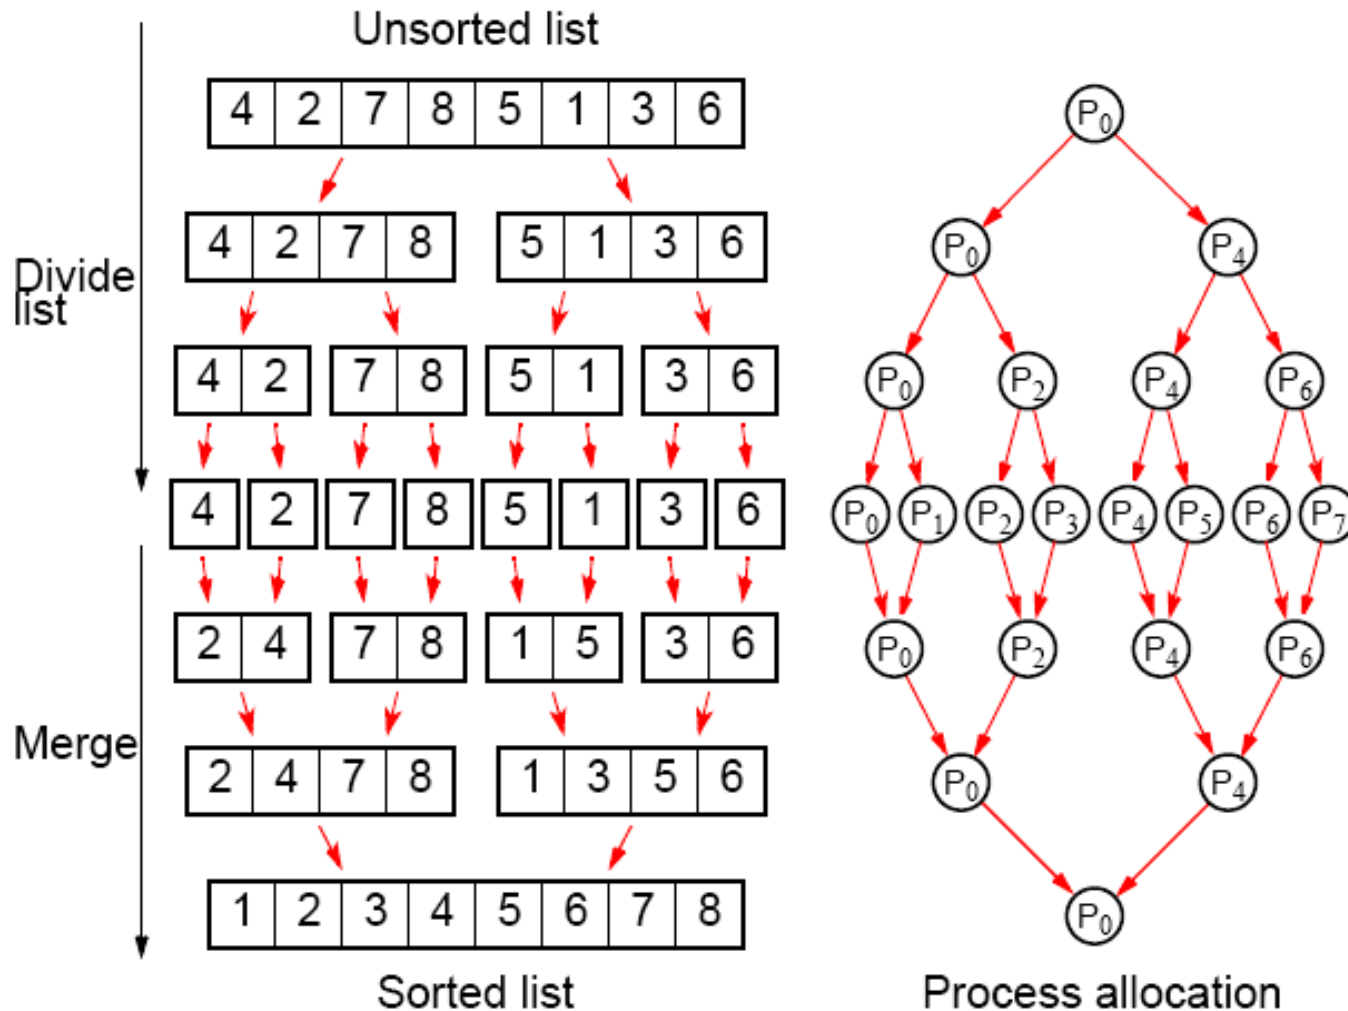 Unsorted list
4 2 7 8 5 1 3 6
4 2 7 8 5 1 3 6
Divide
list
4 2 7 8 5 1 3 6
4 2 7 8 5 1 3 6
2 4 7 8 1 5 3 6
Merge
2 4 7 8 1 3 5 6
1 2 3 4 5 6 7 8
Sorted list
P0
P0 P4
P0 P2 P4 P6
P0 P1 P2 P3 P4 P5 P6 P7
P0 P2 P4 P6
P0 P4
P0
Process allocation